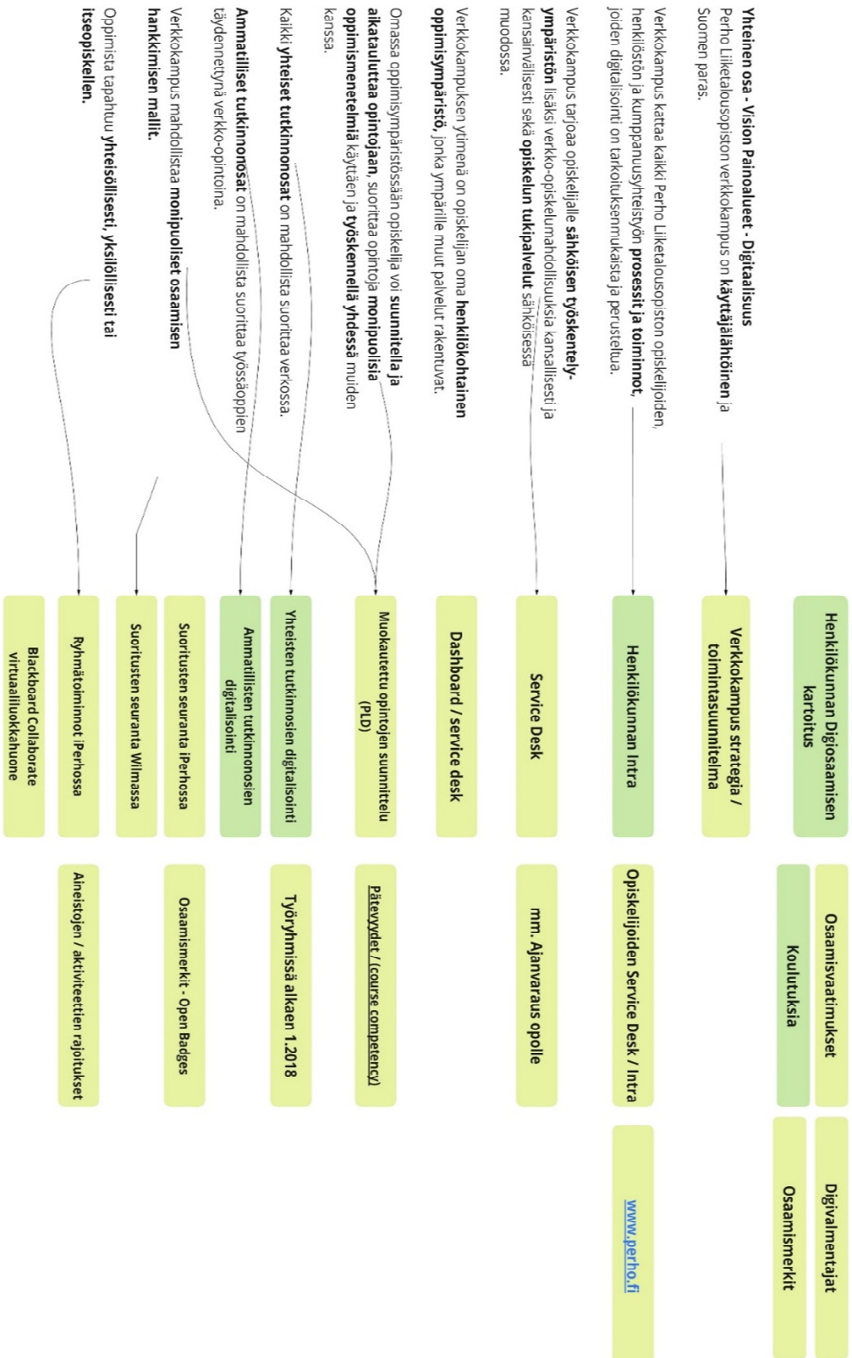 Yhteinen osa - Vision Painoalueet - Digitaalisuus
Perho Liiketalousopiston verkkokampus on käyttäjälähtöinen ja
Suomen paras.
Verkkokampus kattaa kaikki Perho Liiketalousopiston opiskelijoiden,
henkilöstön ja kumppanuusyhteistyön prosessit ja toiminnot,
joiden digitalisointi on tarkoituksenmukaista ja perusteltua.
Verkkokampus tarjoaa opiskelijalle sähköisen työskentely-
ympäristön lisäksi verkko-opiskelumahdollisuuksia kansallisesti ja
kansainvälisesti sekä opiskelun tukipalvelut sähköisessä
muodossa.
Verkkokampuksen ytimenä on opiskelijan oma henkilökohtainen
oppimisympäristö, jonka ympärille muut palvelut rakentuvat.
Omassa oppimisympäristössään opiskelija voi suunnitella ja
aikatauluttaa opintojaan, suorittaa opintoja monipuolisia
oppimismenetelmiä käyttäen ja työskennellä yhdessä muiden
kanssa.
Kaikki yhteiset tutkinnonosat on mahdollista suorittaa verkossa.
Ammatilliset tutkinnonosat on mahdollista suorittaa työssäoppien
täydennettynä verkko-opintoina.
Verkkokampus mahdollistaa monipuoliset osaamisen
hankkimisen mallit.
Oppimista tapahtuu yhteisöllisesti, yksilöllisesti tai
itseopiskellen.
Henkilökunnan Digiosaamisen
kartoitus
Osaamisvaatimukset
Digivalmentajat
Koulutuksia
Osaamismerkit
Verkkokampus strategia /
toimintasuunnitelma
Henkilökunnan Intra
Opiskelijoiden Service Desk / Intra
www.perho.fi
Service Desk
mm. Ajanvaraus opolle
Dashboard / service desk
Muokautettu opintojen suunnittelu
(PLD)
Pätevyydet / (course competency)
Yhteisten tutkinnosien digitalisointi
Työryhmissä alkaen 1.2018
Ammatillisten tutkinnonosien
digitalisointi
Suoritusten seuranta iPerhossa
Osaamismerkit - Open Badges
Suoritusten seuranta Wilmassa
Ryhmätoiminnot iPerhossa
Aineistojen / aktiviteettien rajoitukset
Blackboard Collaborate
virtuaaliluokkahuone